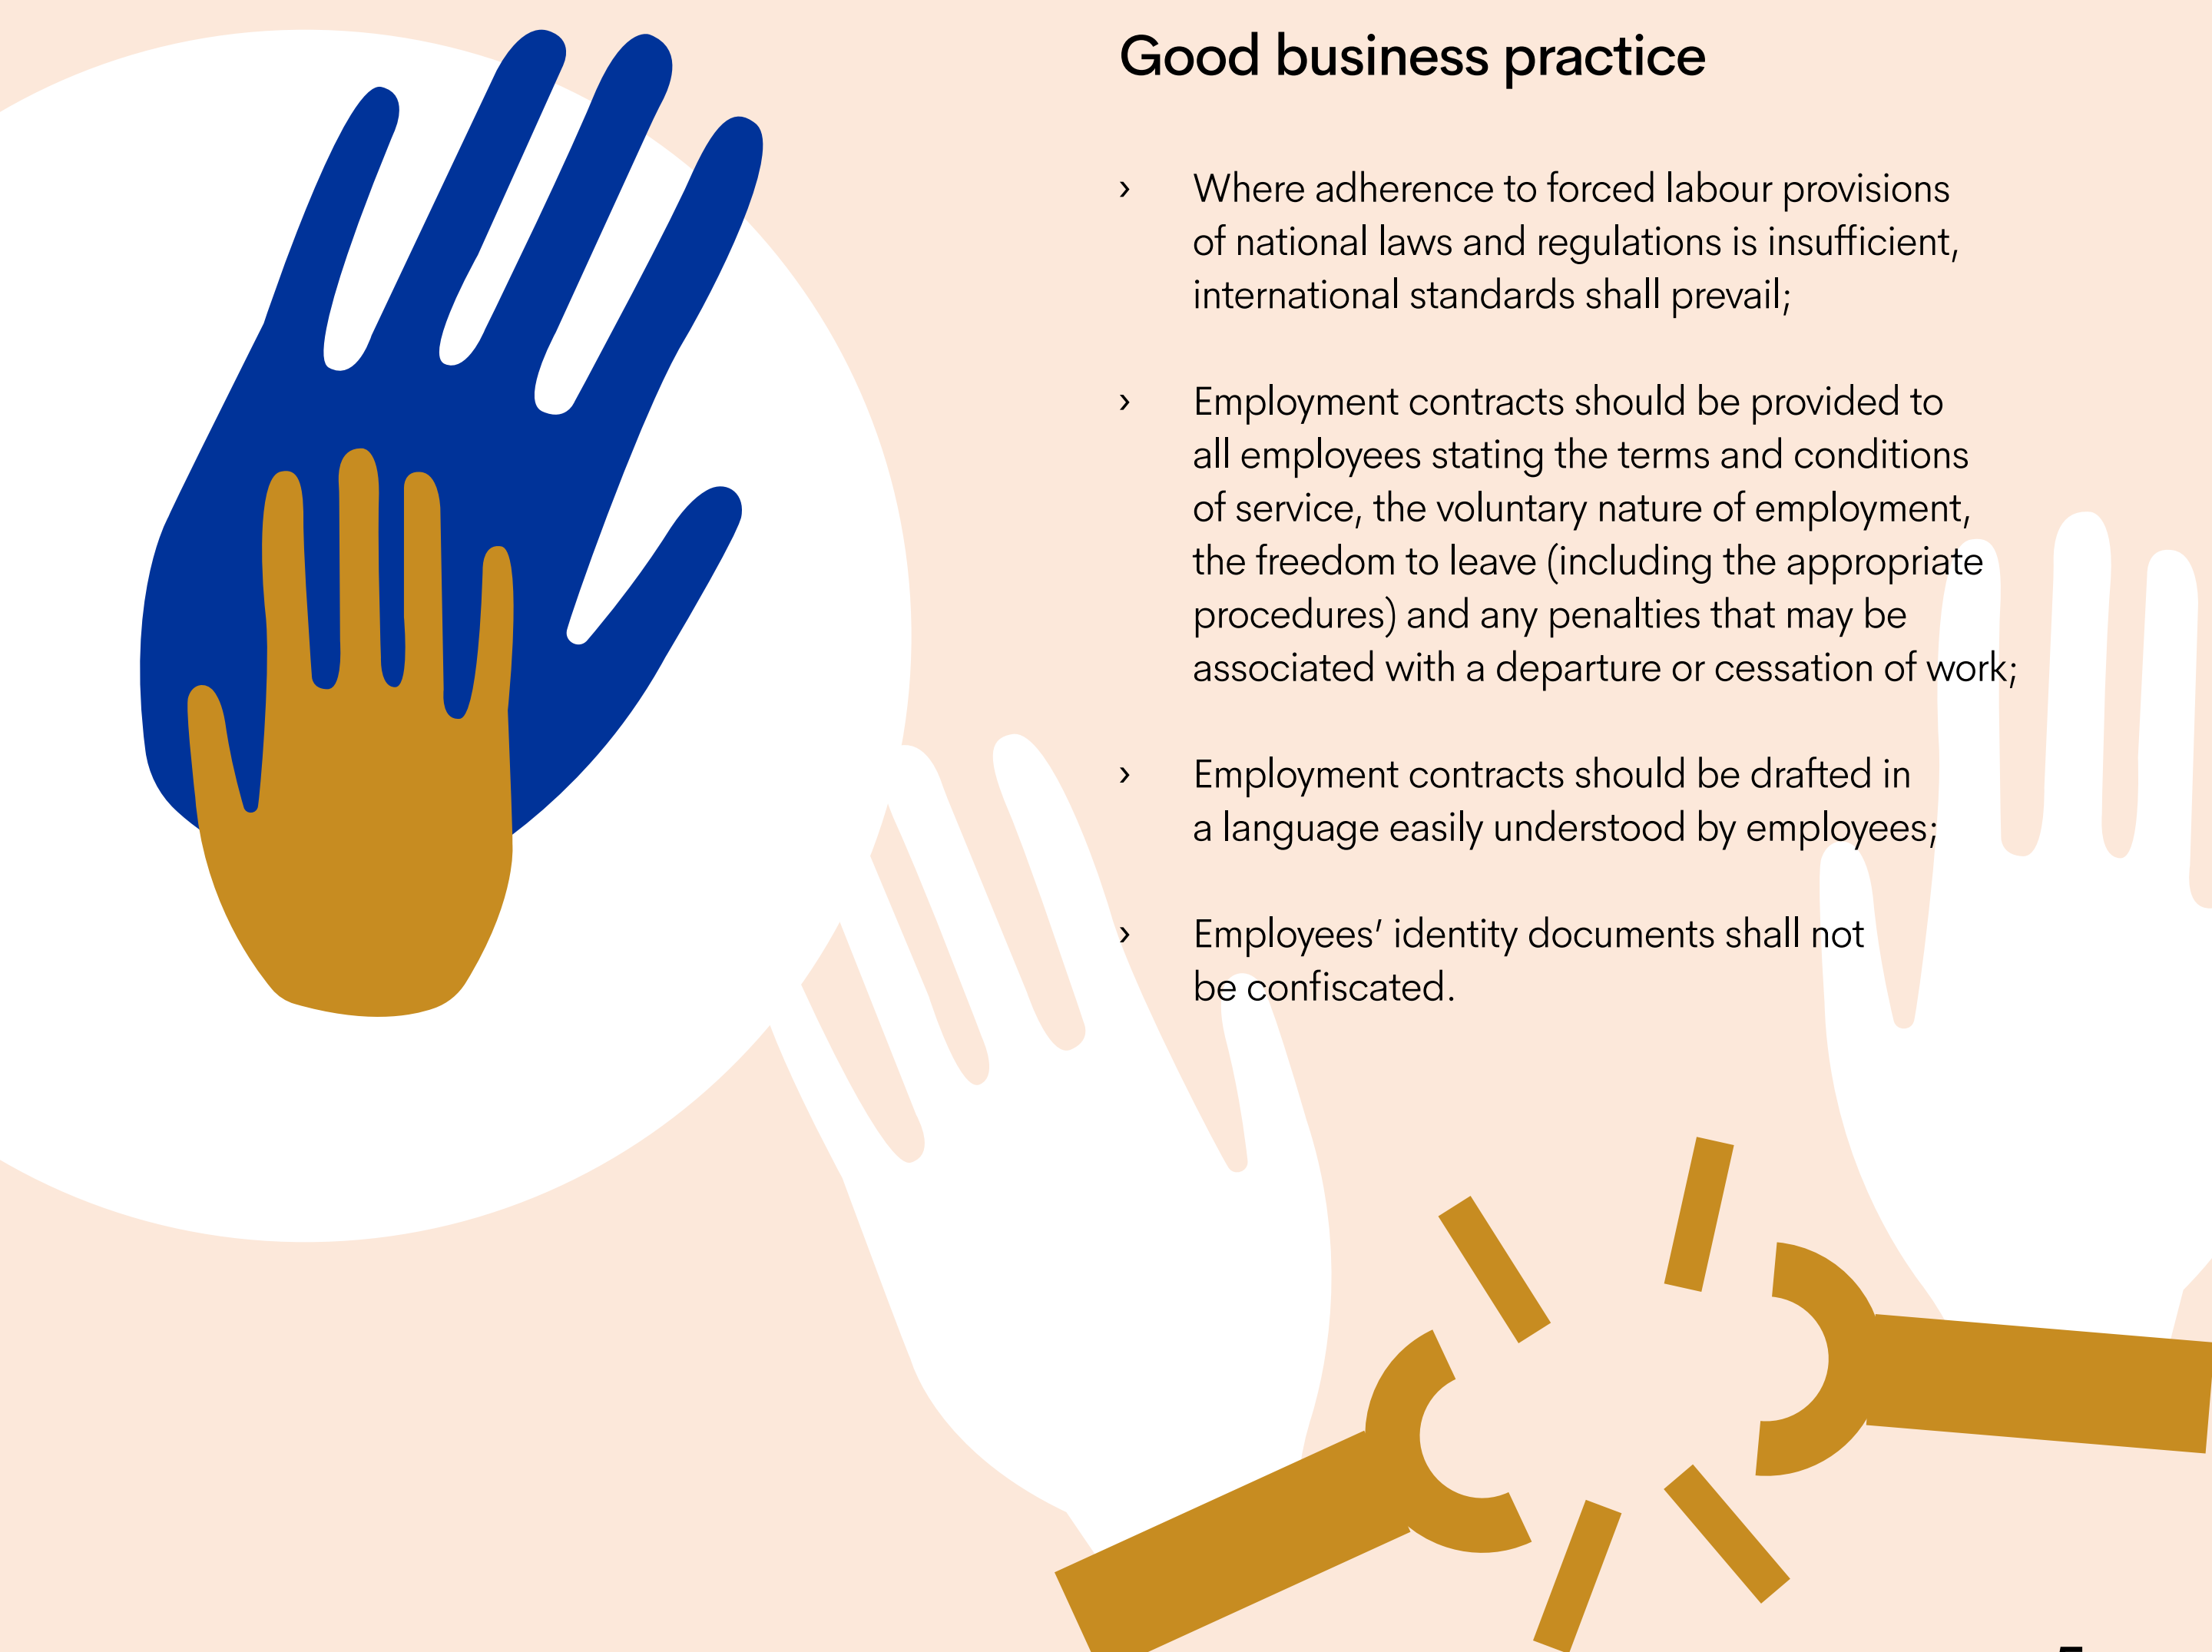 Good business practice
› Where adherence to forced labour provisions
of national laws and regulations is insufficient,
international standards shall prevail;
› Employment contracts should be provided to
all employees stating the terms and conditions
of service, the voluntary nature of employment,
the freedom to leave (including the appropriate
procedures) and any penalties that may be
associated with a departure or cessation of work;
› Employment contracts should be drafted in
a language easily understood by employees;
› Employees’ identity documents shall not
be confiscated.